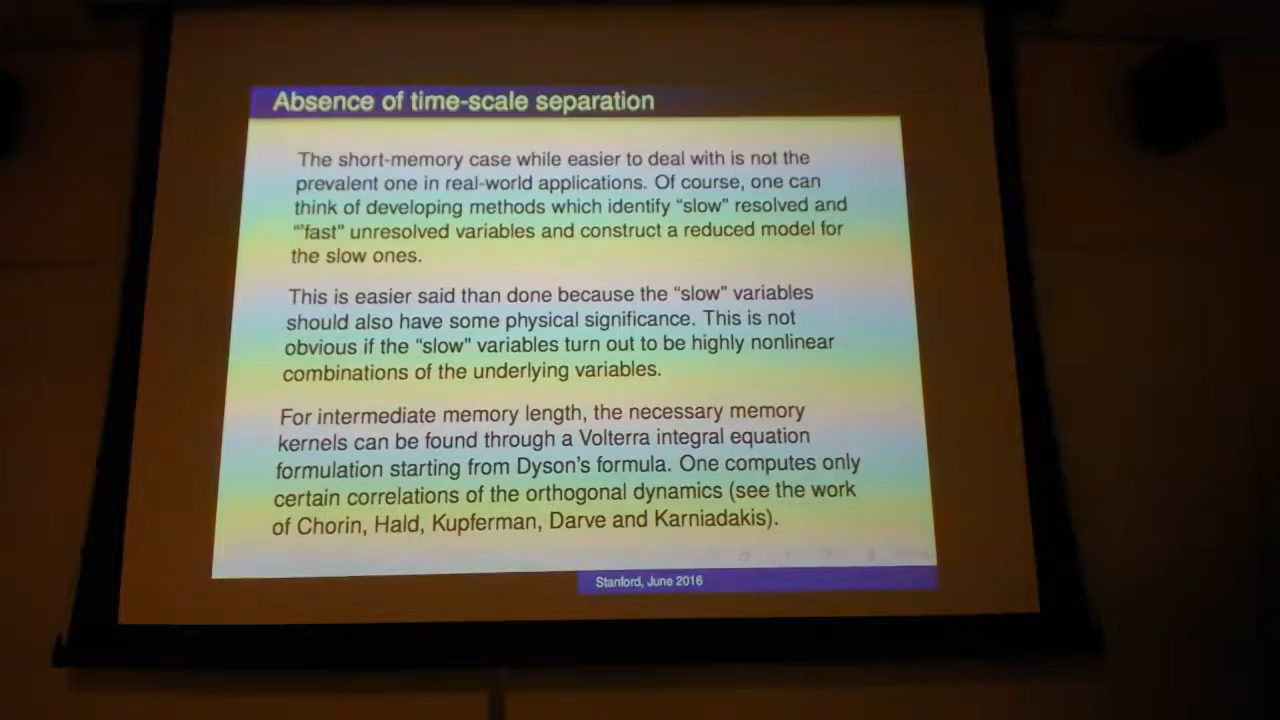 Absence of time-scale separation
The short-memory case while easier to deal with is not the
prevalent one in real-world applications. Of course, one can
think of developing methods which identify “slow” resolved and
“'fast” unresolved variables and construct a reduced model for
the slow ones.
This is easier said than done because the “slow” variables
should also have some physical significance. This is not
obvious if the “slow” variables turn out to be highly nonlinear
combinations of the underlying variables.
For intermediate memory length, the necessary memory
kernels can be found through a Volterra integral equation
formulation starting from Dyson's formula. One computes only
certain correlations of the orthogonal dynamics (see the work
of Chorin, Hald, Kupferman, Darve and Karniadakis).
Stanford, June 2016